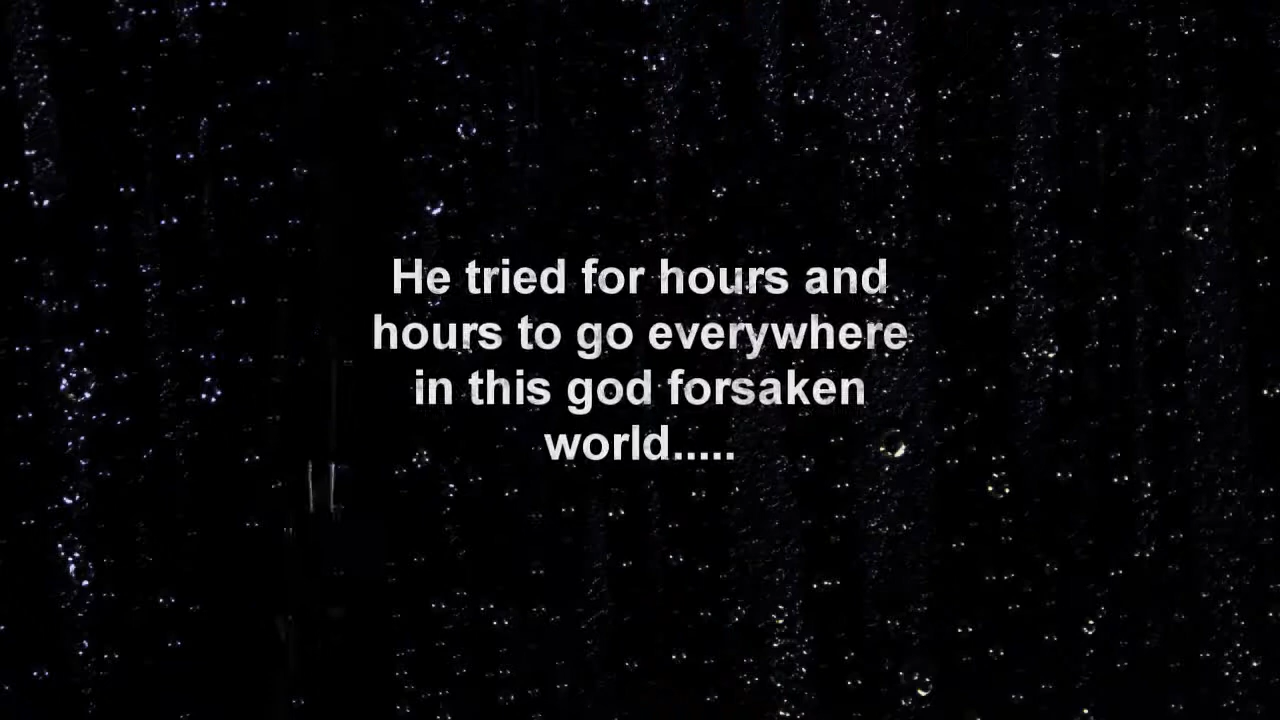 He tried for hours and
hours to go everywhere
in this god forsaken
world.....